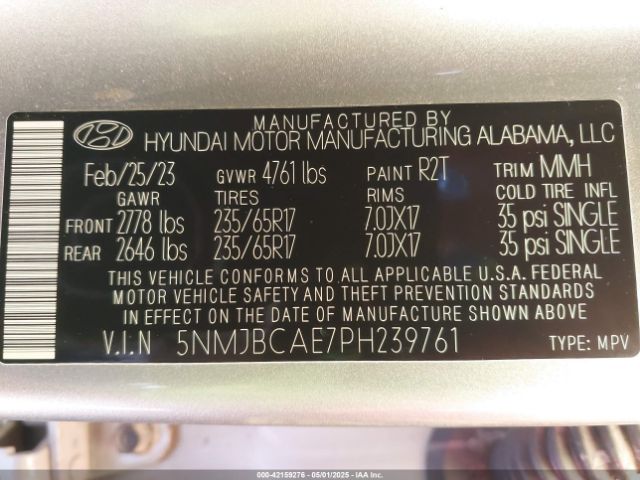 MANUFACTURED BY
HYUNDAI MOTOR MANUFACTURING ALABAMA, LLC
Feb/25/23 GVWR 4761 lbs PAINT R2T TRIM MMH
GAWR TIRES RIMS COLD TIRE INFL
FRONT 2778 lbs 235/65R17 7.0JX17 35 psi SINGLE
REAR 2646 lbs 235/65R17 7.0JX17 35 psi SINGLE
THIS VEHICLE CONFORMS TO ALL APPLICABLE U.S.A. FEDERAL
MOTOR VEHICLE SAFETY AND THEFT PREVENTION STANDARDS
IN EFFECT ON THE DATE OF MANUFACTURE SHOWN ABOVE
V.I.N 5NMJBCAE7PH239761 TYPE: MPV
000-42159276 - 05/01/2025 - IAA Inc.